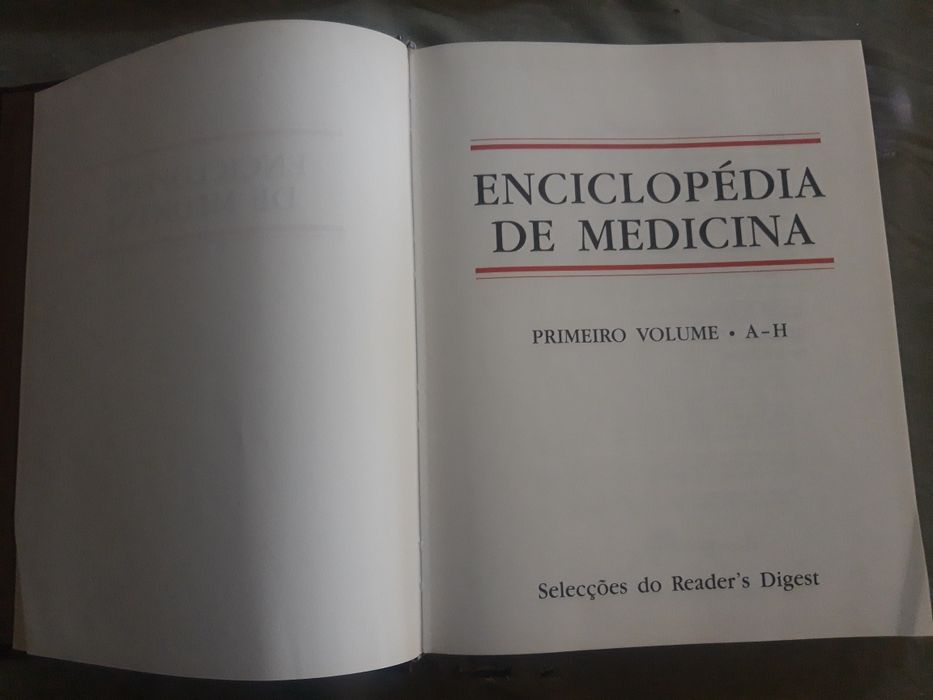 ENCICLOPÉDIA
DE MEDICINA
PRIMEIRO VOLUME • A-H
Selecções do Reader's Digest